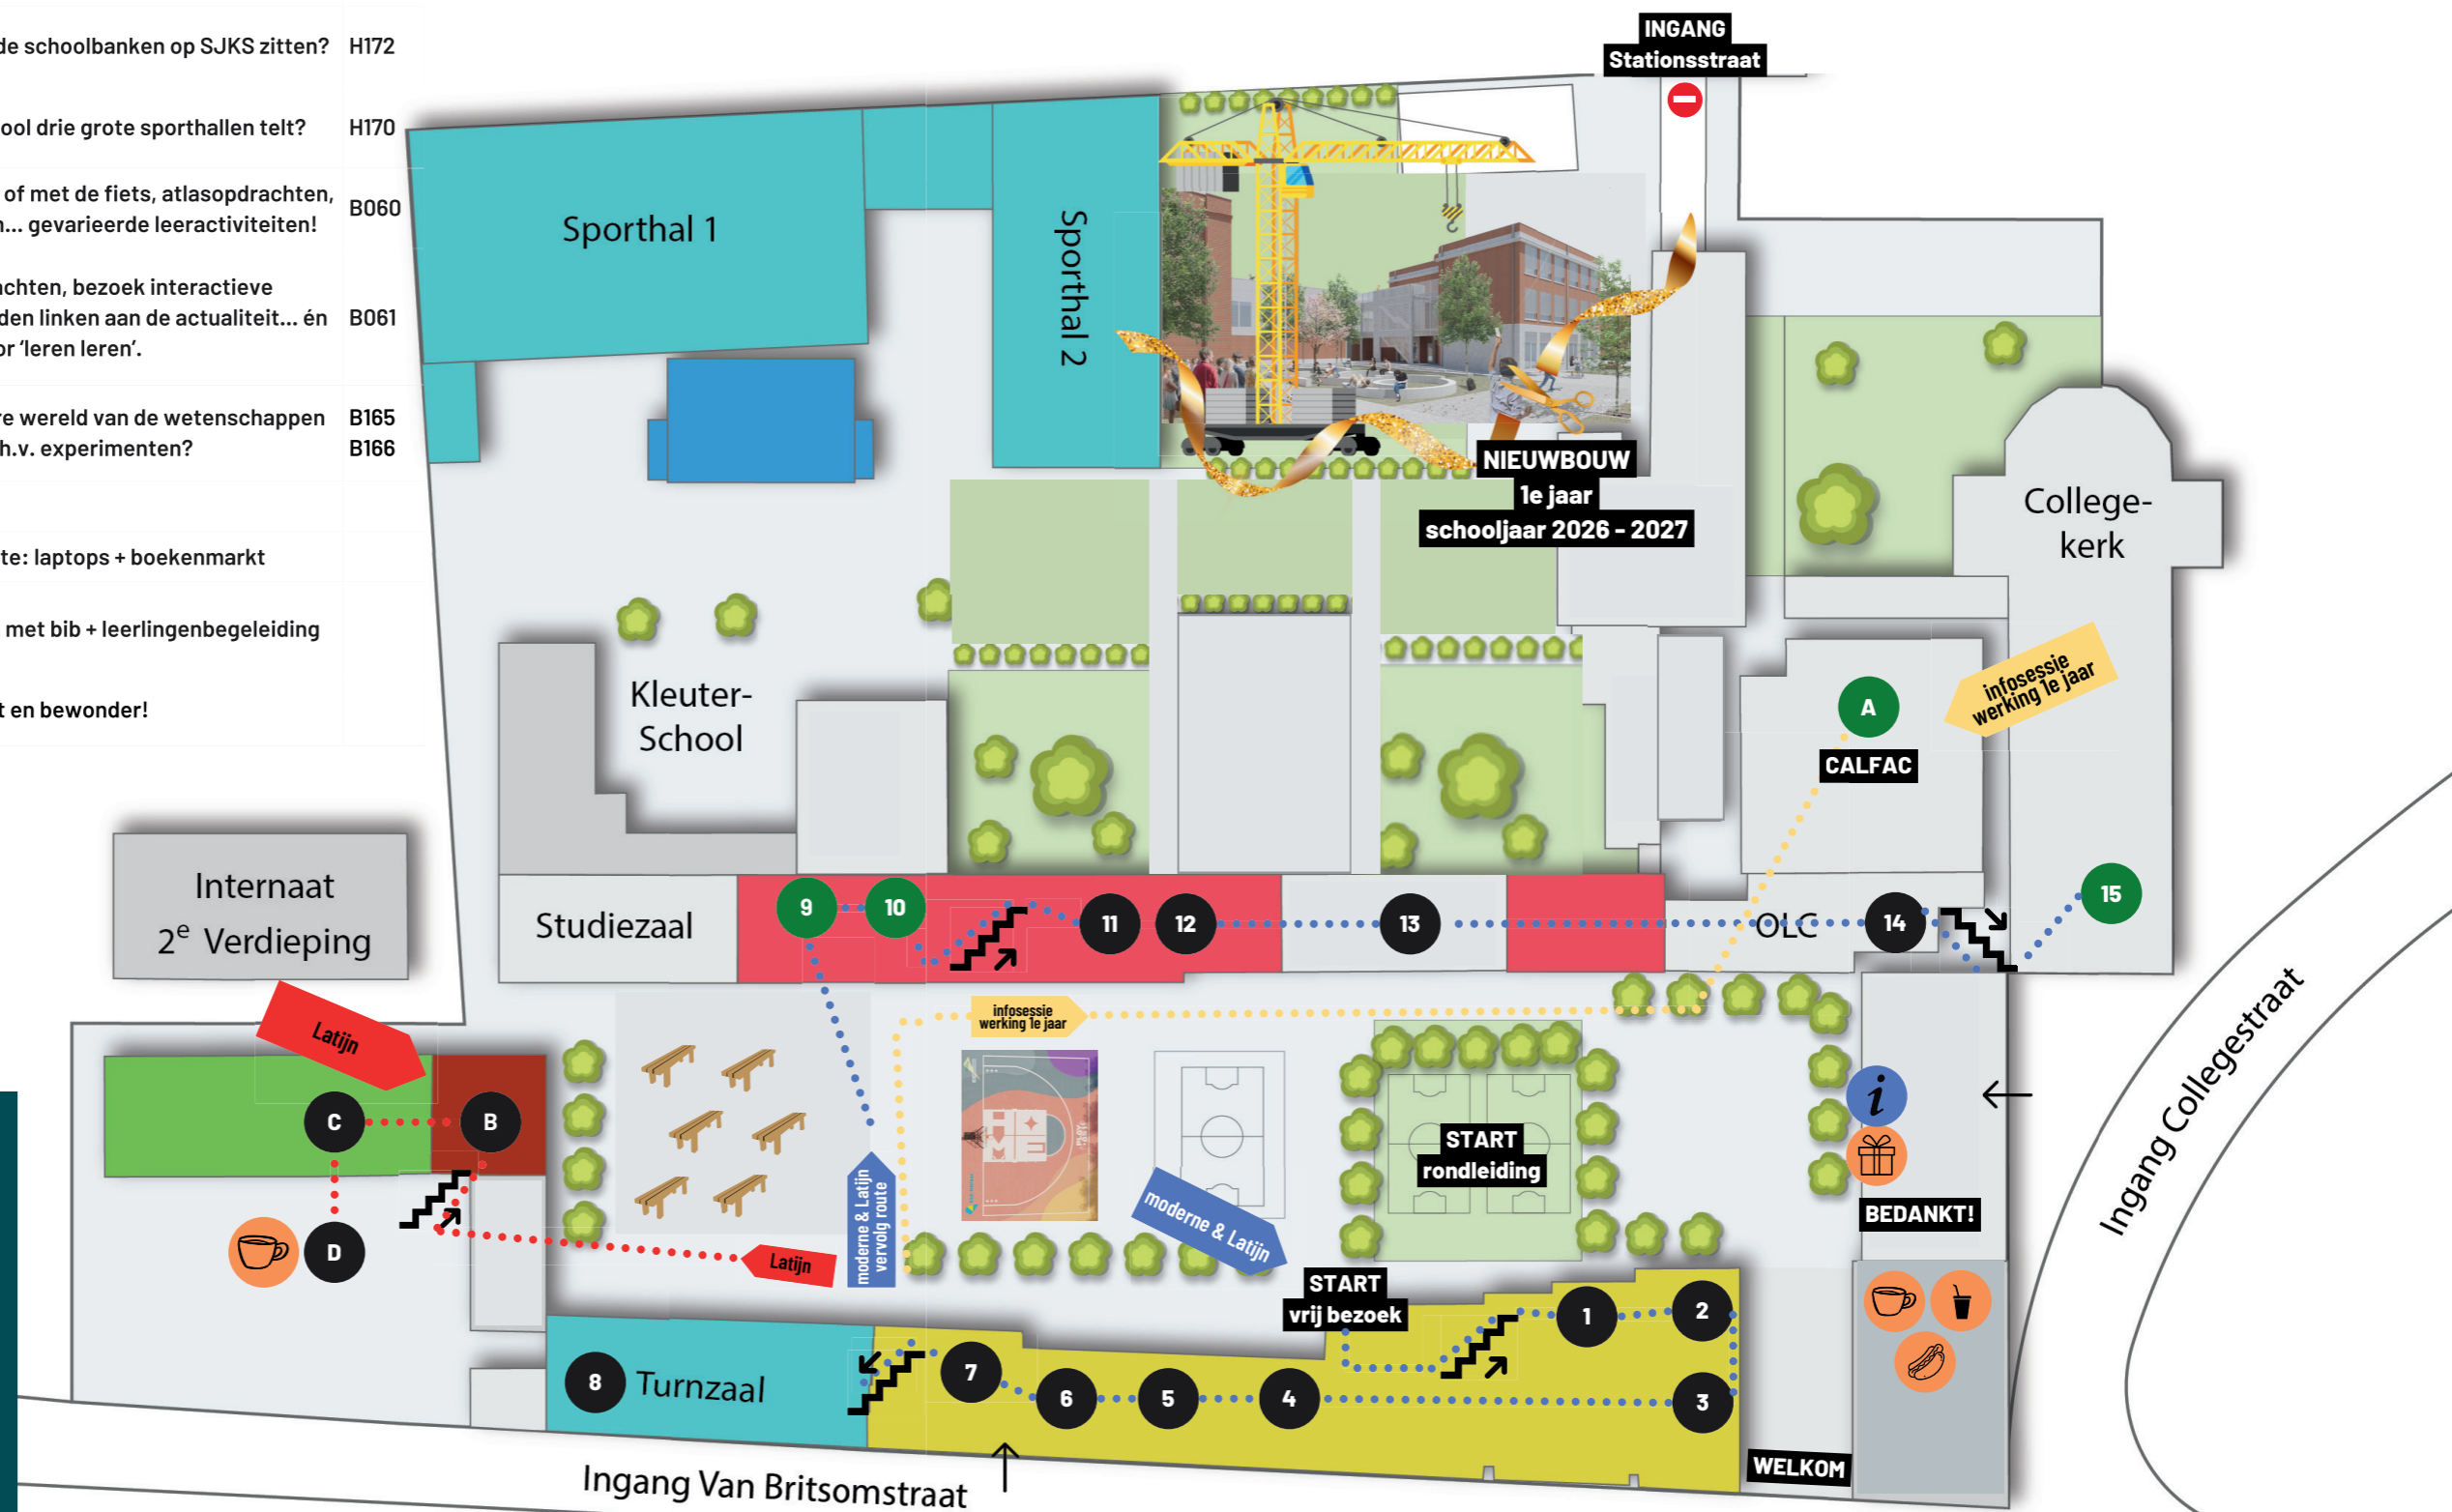 de schoolbanken op SJKS zitten? H172
ool drie grote sporthallen telt? H170
of met de fiets, atlasopdrachten,
n... gevarieerde leeractiviteiten! B060
achten, bezoek interactieve
den linken aan de actualiteit... én B061
or ‘leren leren’.
re wereld van de wetenschappen B165
h.v. experimenten? B166
te: laptops + boekenmarkt
met bib + leerlingenbegeleiding
t en bewonder!
INGANG
Stationsstraat
Sporthal 1
Sporthal 2
NIEUWBOUW
1e jaar
schooljaar 2026 - 2027
College-
kerk
infosessie
werking 1e jaar
A
CALFAC
Kleuter-
School
Internaat
2e Verdieping
Studiezaal
9
10
11
12
13
OLC
14
15
Latijn
C
B
D
infosessie
werking 1e jaar
HOME
moderne & Latijn
vervolg route
moderne & Latijn
Latijn
START
rondleiding
START
vrij bezoek
i
BEDANKT!
Ingang Collegestraat
1
2
3
4
5
6
7
8
Turnzaal
WELKOM
Ingang Van Britsomstraat